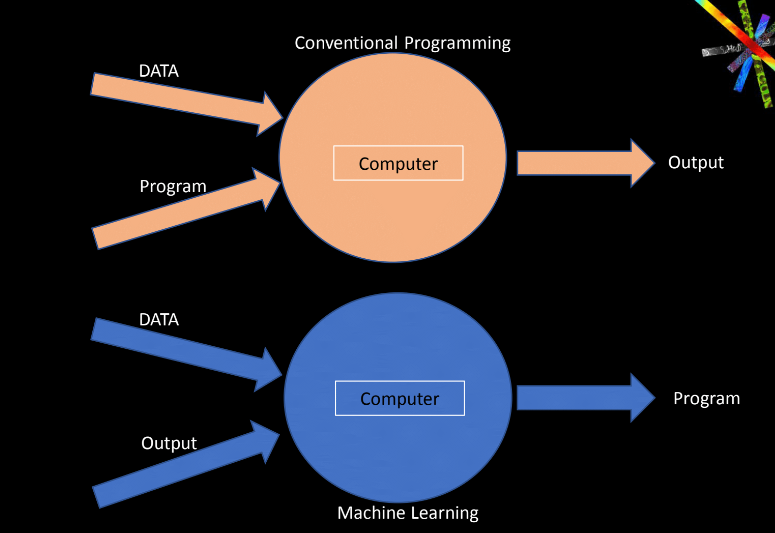 Conventional Programming
DATA
Program
Computer
Output
DATA
Output
Computer
Program
Machine Learning